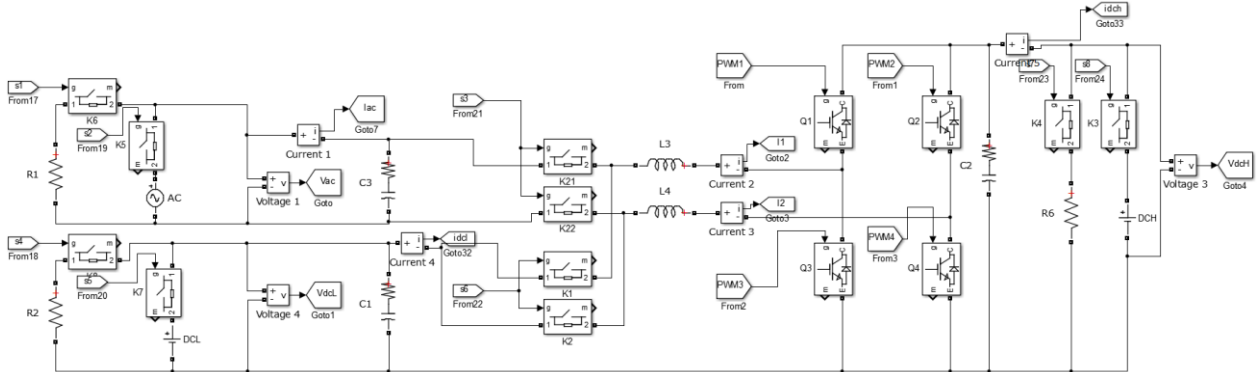 idch
Goto33
s1
g m
1 2
From17
K6
s2
From19
K5
R1
AC
Iac
Goto7
Current 1
Vac
Goto
Voltage 1
C3
s3
From21
K21
K22
L3
L4
I1
Goto2
Current 2
I2
Goto3
Current 3
PWM1
From
PWM2
From1
Q1
Q2
C2
From23
s8
From24
K4
K3
VdcH
Goto4
Voltage 3
R6
DCH
s4
From18
From20
K7
R2
DCL
VdcL
Goto1
Voltage 4
C1
idcl
Goto32
Current 4
s6
From22
K1
K2
PWM3
From2
PWM4
From3
Q3
Q4